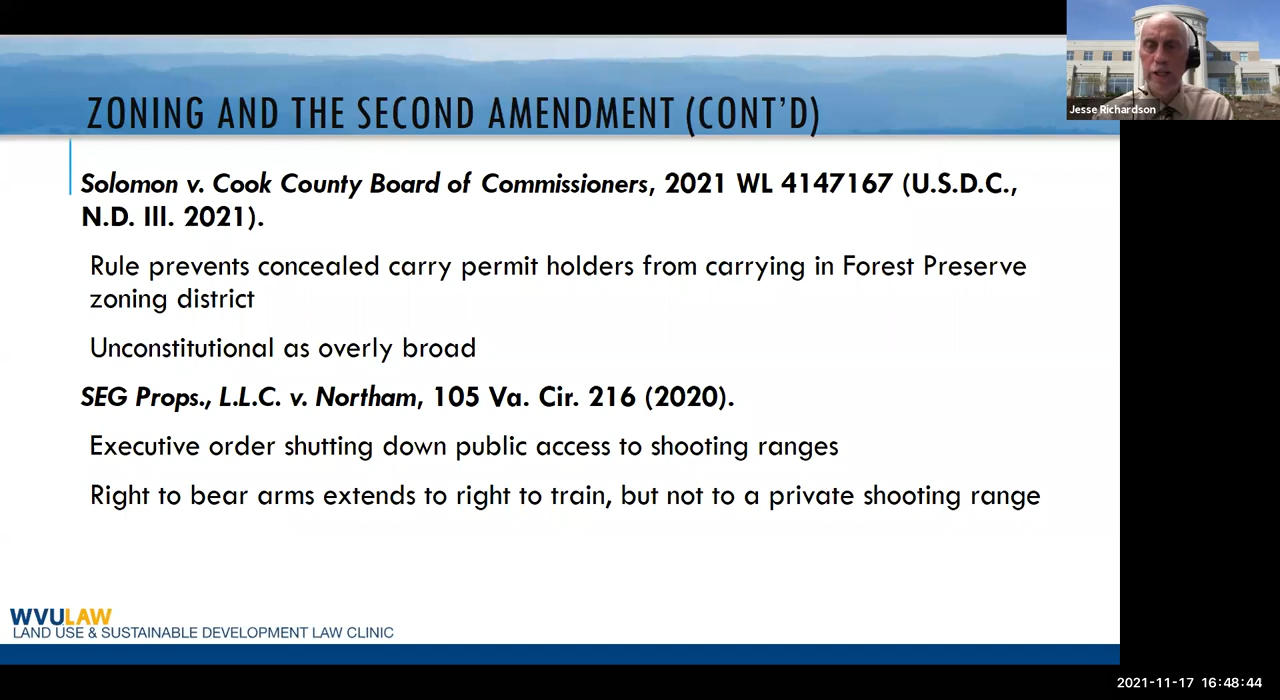 Jesse Richardson
ZONING AND THE SECOND AMENDMENT (CONT'D)
Solomon v. Cook County Board of Commissioners, 2021 WL 4147167 (U.S.D.C.,
N.D. Ill. 2021).
Rule prevents concealed carry permit holders from carrying in Forest Preserve
zoning district
Unconstitutional as overly broad
SEG Props., L.L.C. v. Northam, 105 Va. Cir. 216 (2020).
Executive order shutting down public access to shooting ranges
Right to bear arms extends to right to train, but not to a private shooting range
WVULAW
LAND USE & SUSTAINABLE DEVELOPMENT LAW CLINIC
2021-11-17 16:48:44